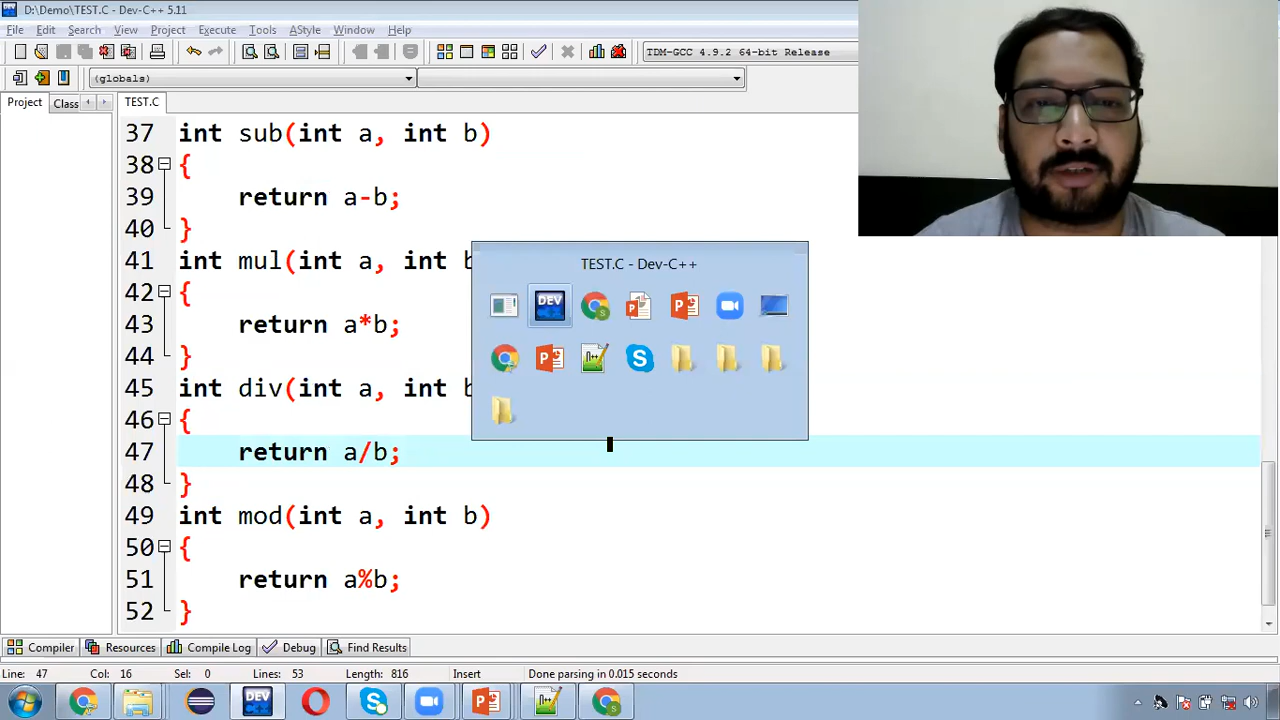 D:\Demo\TEST.C - Dev-C++ 5.11
File Edit Search View Project Execute Tools AStyle Window Help
TDM-GCC 4.9.2 64-bit Release
(globals)
Project Class TEST.C
37 int sub(int a, int b)
38 {
39 return a-b;
40 }
41 int mul(int a, int b
42 {
43 return a*b;
44 }
45 int div(int a, int b
46 {
47 return a/b;
48 }
49 int mod(int a, int b)
50 {
51 return a%b;
52 }
TEST.C - Dev-C++
DEV
Compiler Resources Compile Log Debug Find Results
Line: 47 Col: 16 Sel: 0 Lines: 53 Length: 816 Insert Done parsing in 0.015 seconds
DEV